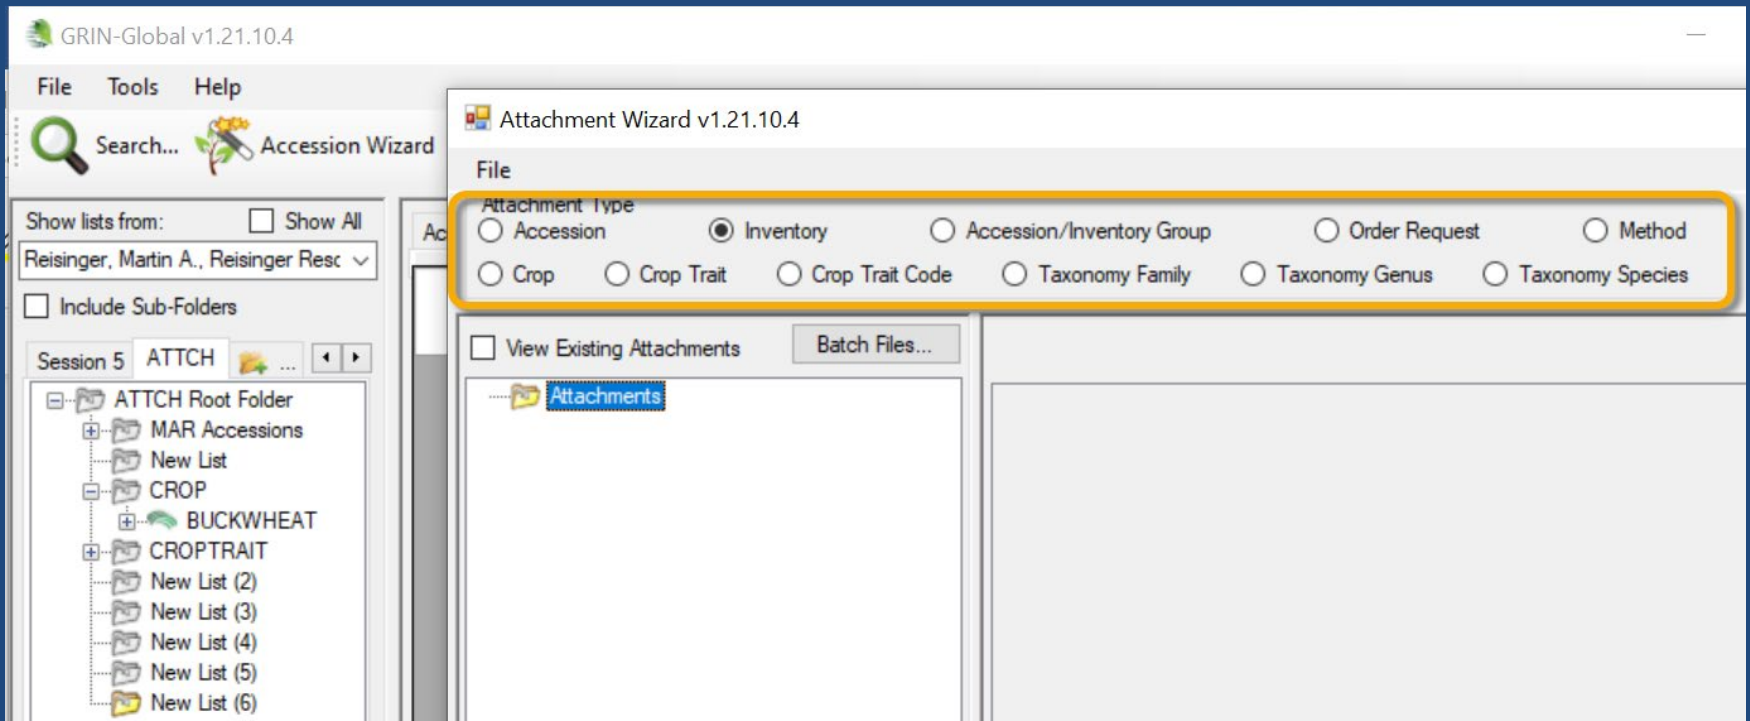 GRIN-Global v1.21.10.4
File Tools Help
Search... Accession Wizard
Show lists from: Show All
Reisinger, Martin A., Reisinger Resc
Include Sub-Folders
Session 5 ATTCH ...
ATTCH Root Folder
MAR Accessions
New List
CROP
BUCKWHEAT
CROPTRAIT
New List (2)
New List (3)
New List (4)
New List (5)
New List (6)
Ac
Attachment Wizard v1.21.10.4
File
Attachment Type
Accession Inventory Accession/Inventory Group Order Request Method
Crop Crop Trait Crop Trait Code Taxonomy Family Taxonomy Genus Taxonomy Species
View Existing Attachments Batch Files...
Attachments